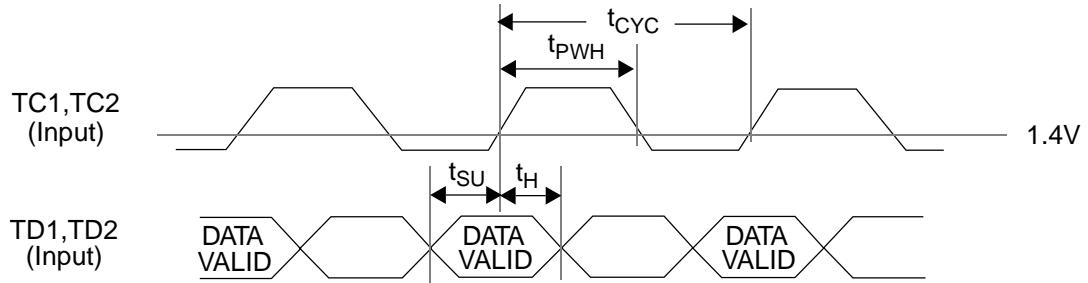 tCYC
tPWH
TC1,TC2
(Input)
1.4V
tSU
tH
TD1,TD2
(Input)
DATA
VALID
DATA
VALID
DATA
VALID